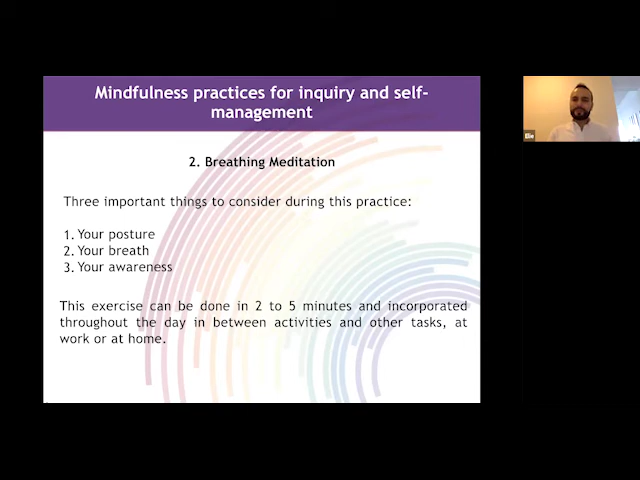 Mindfulness practices for inquiry and self-
management
2. Breathing Meditation
Three important things to consider during this practice:
1. Your posture
2. Your breath
3. Your awareness
This exercise can be done in 2 to 5 minutes and incorporated
throughout the day in between activities and other tasks, at
work or at home.
Elie